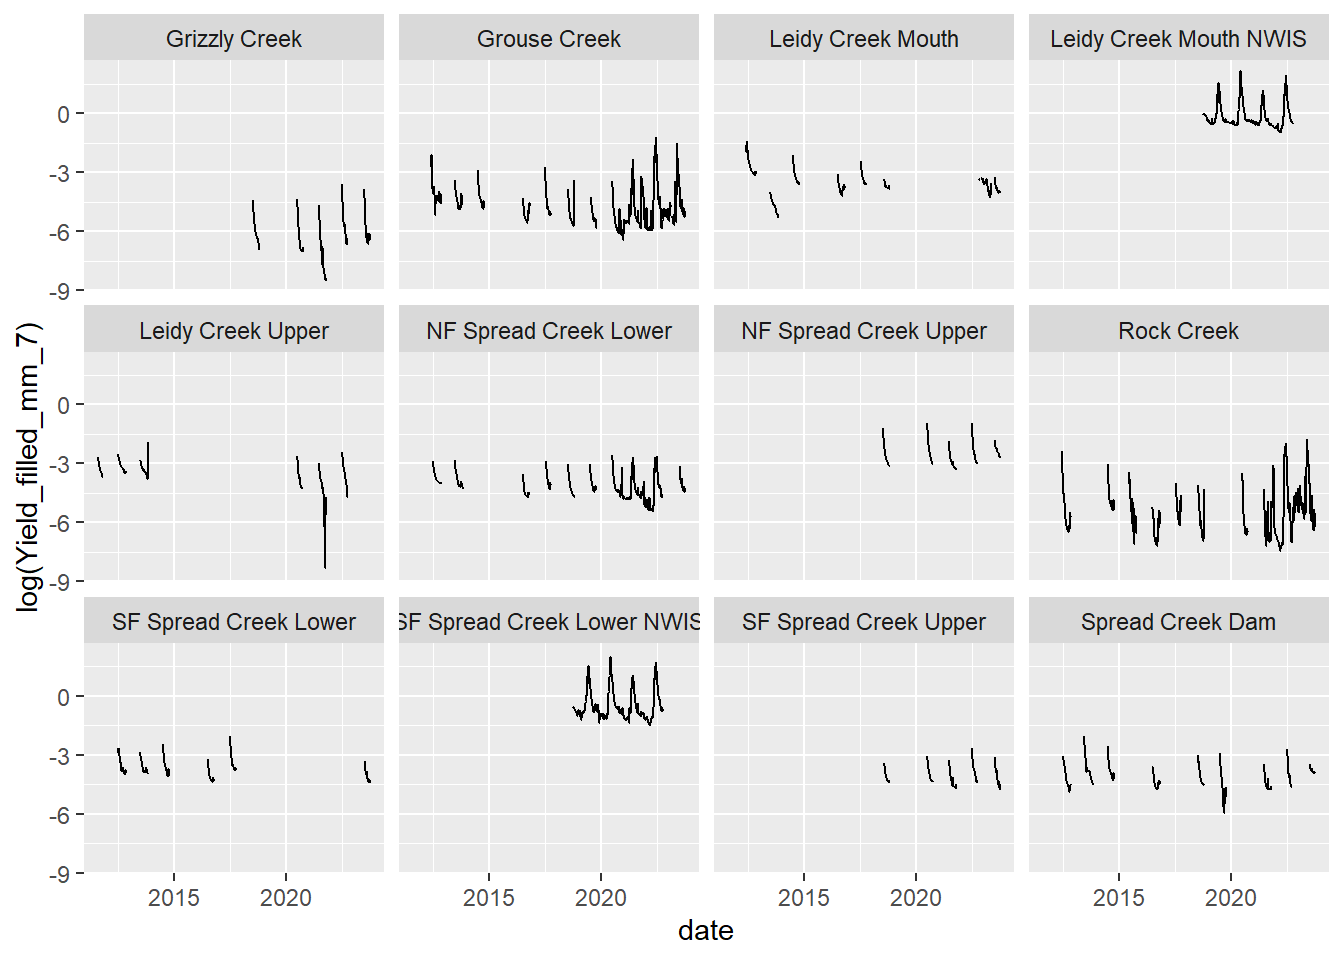 Grizzly Creek
Grouse Creek
Leidy Creek Mouth
Leidy Creek Mouth NWIS
0
-3
-6
-9
Leidy Creek Upper
NF Spread Creek Lower
NF Spread Creek Upper
Rock Creek
0
-3
-6
-9
SF Spread Creek Lower
SF Spread Creek Lower NWIS
SF Spread Creek Upper
Spread Creek Dam
0
-3
-6
-9
2015 2020
2015 2020
2015 2020
2015 2020
date
log(Yield_filled_mm_7)